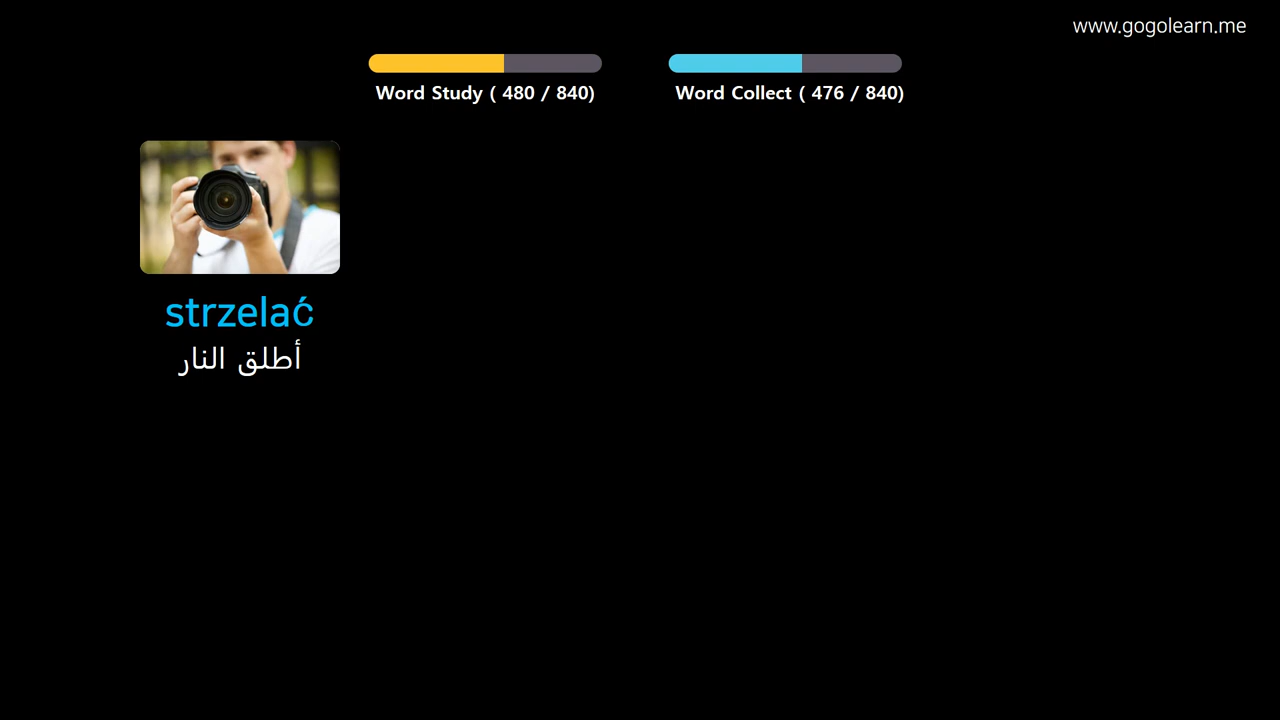 www.gogolearn.me
Word Study ( 480 / 840)
Word Collect ( 476 / 840)
strzelać
أطلق النار